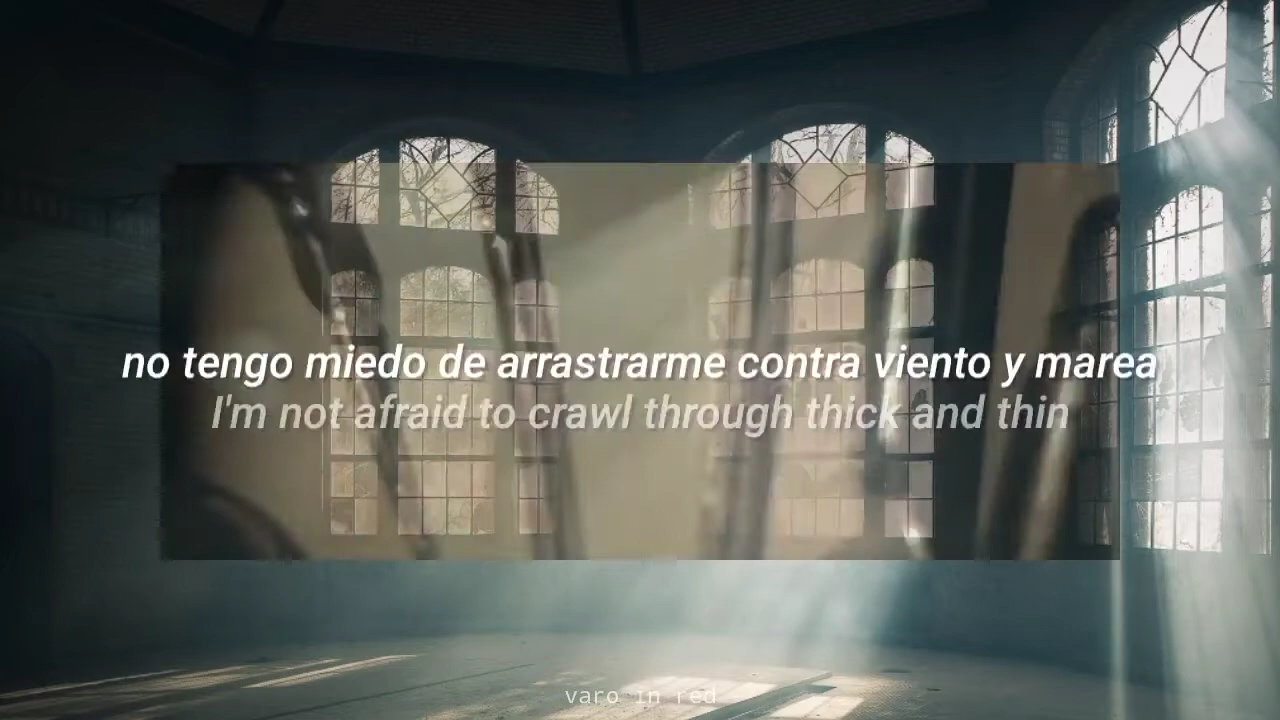 no tengo miedo de arrastrarme contra viento y marea
I'm not afraid to crawl through thick and thin
varo in red